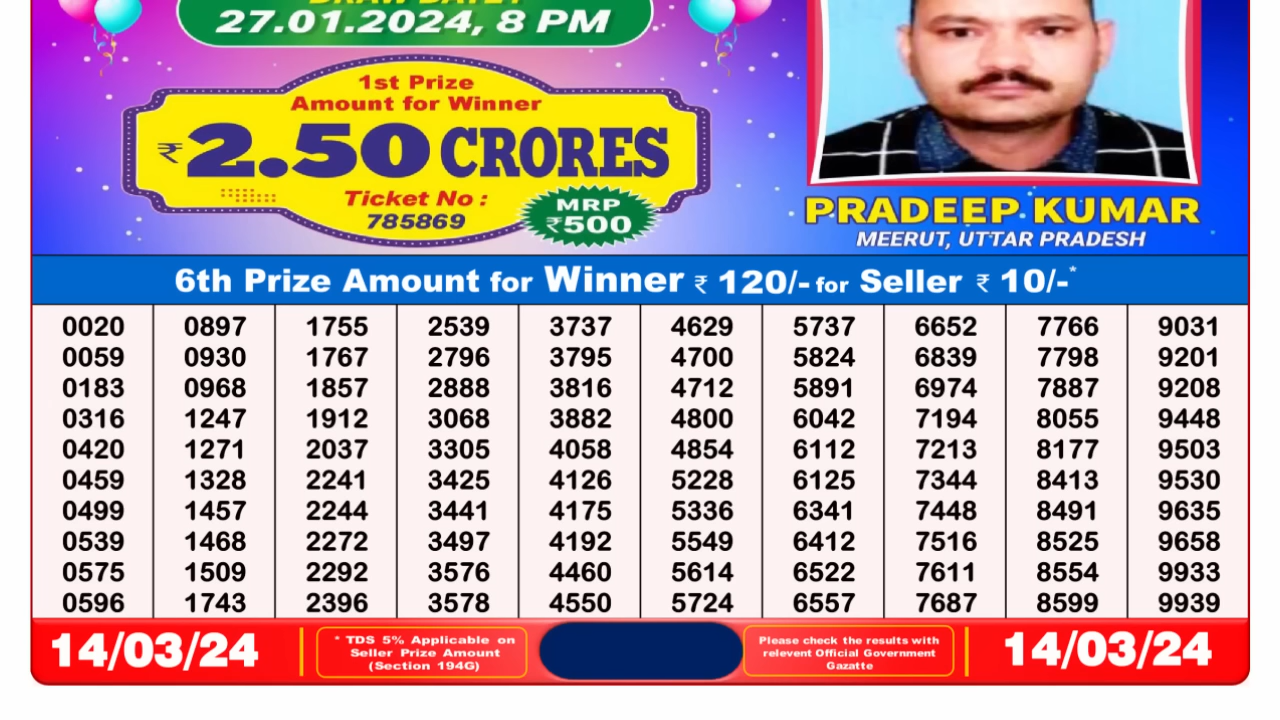 27.01.2024, 8 PM
1st Prize
Amount for Winner
₹2.50 CRORES
Ticket No :
785869
MRP
₹500
PRADEEP KUMAR
MEERUT, UTTAR PRADESH
6th Prize Amount for Winner ₹ 120/- for Seller ₹ 10/-*
0020 0897 1755 2539 3737 4629 5737 6652 7766 9031
0059 0930 1767 2796 3795 4700 5824 6839 7798 9201
0183 0968 1857 2888 3816 4712 5891 6974 7887 9208
0316 1247 1912 3068 3882 4800 6042 7194 8055 9448
0420 1271 2037 3305 4058 4854 6112 7213 8177 9503
0459 1328 2241 3425 4126 5228 6125 7344 8413 9530
0499 1457 2244 3441 4175 5336 6341 7448 8491 9635
0539 1468 2272 3497 4192 5549 6412 7516 8525 9658
0575 1509 2292 3576 4460 5614 6522 7611 8554 9933
0596 1743 2396 3578 4550 5724 6557 7687 8599 9939
14/03/24
* TDS 5% Applicable on
Seller Prize Amount
(Section 194G)
Please check the results with
relevent Official Government
Gazatte
14/03/24